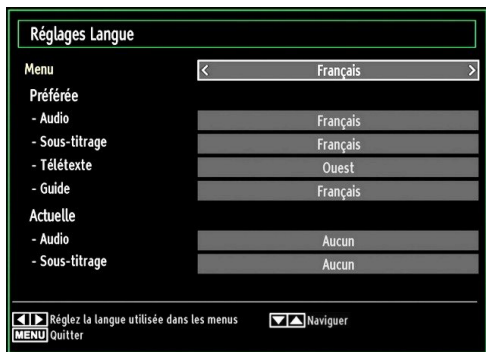 Réglages Langue
Menu < Français >
Préférée
- Audio Français
- Sous-titrage Français
- Télétexte Ouest
- Guide Français
Actuelle
- Audio Aucun
- Sous-titrage Aucun
Réglez la langue utilisée dans les menus Naviguer
MENU Quitter